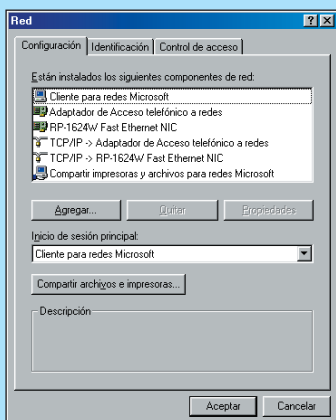 Red
Configuración Identificación Control de acceso
Están instalados los siguientes componentes de red:
Cliente para redes Microsoft
Adaptador de Acceso telefónico a redes
RP-1624W Fast Ethernet NIC
TCP/IP -> Adaptador de Acceso telefónico a redes
TCP/IP -> RP-1624W Fast Ethernet NIC
Compartir impresoras y archivos para redes Microsoft
Agregar... Quitar Propiedades
Inicio de sesión principal:
Cliente para redes Microsoft
Compartir archivos e impresoras...
Descripción
Aceptar Cancelar